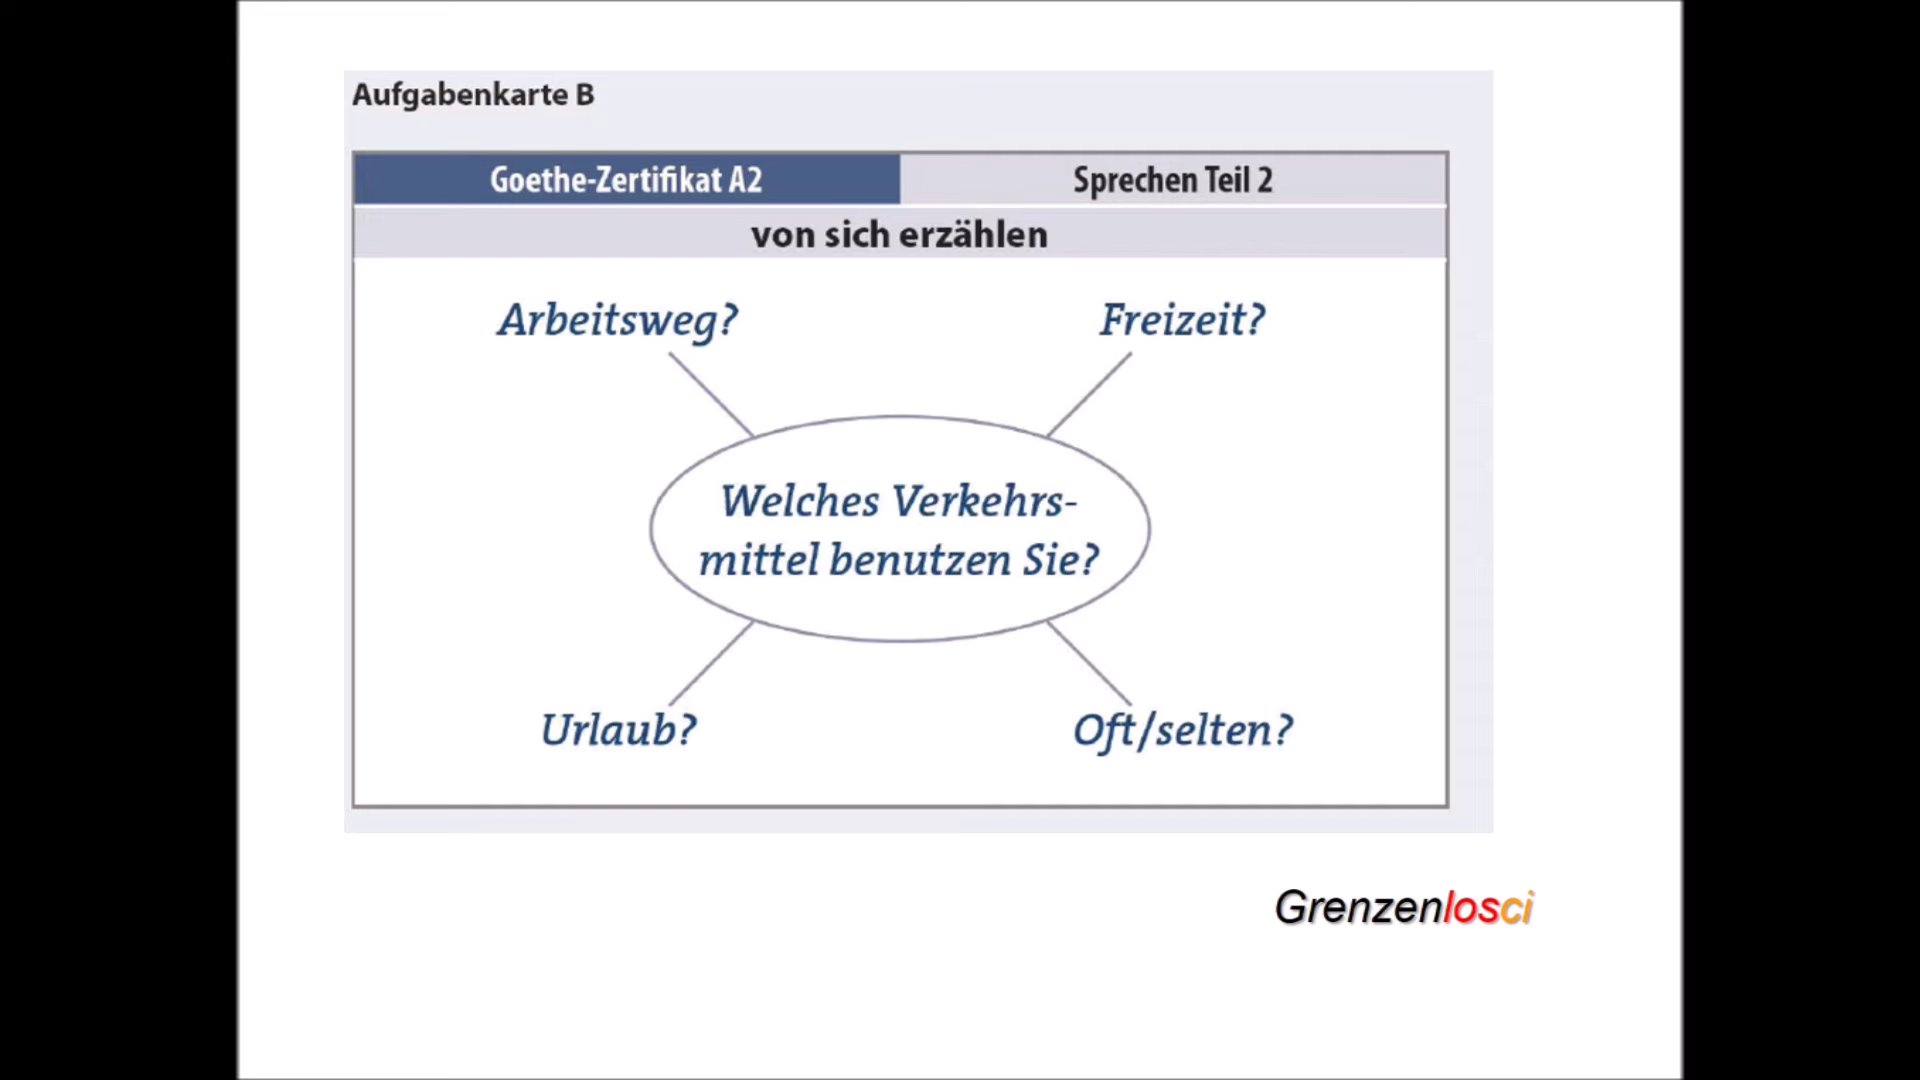 Aufgabenkarte B
Goethe-Zertifikat A2
Sprechen Teil 2
von sich erzählen
Arbeitsweg?
Freizeit?
Welches Verkehrs-
mittel benutzen Sie?
Urlaub?
Oft/selten?
Grenzenlosci